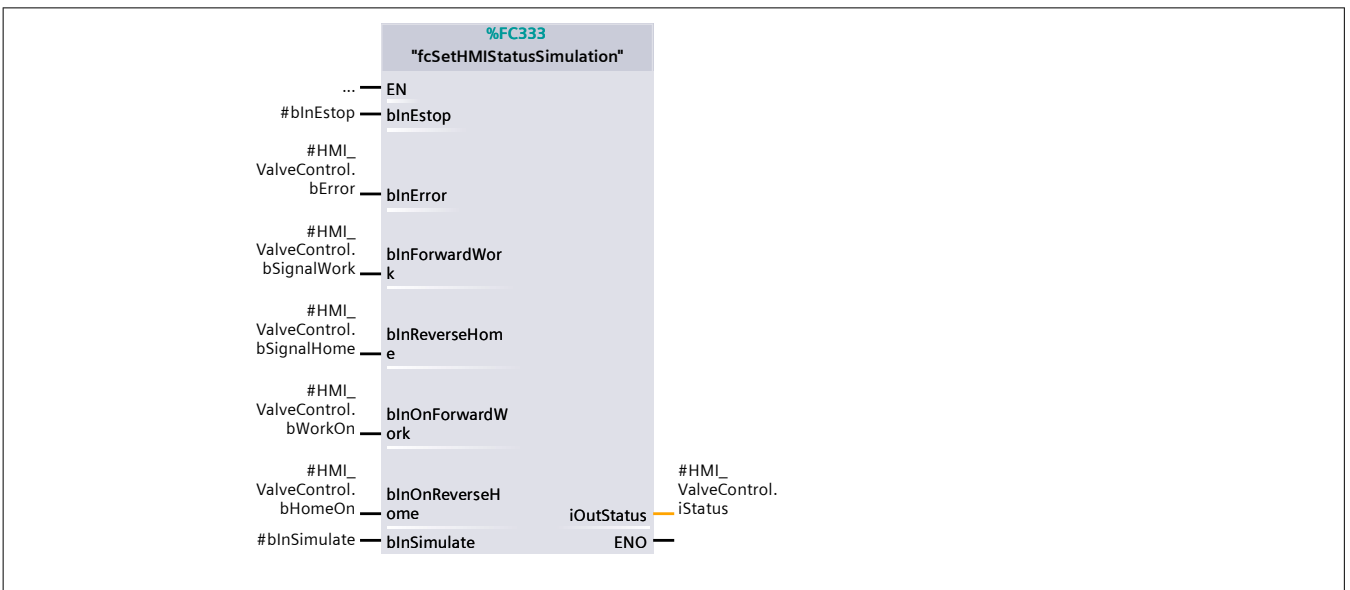 %FC333
"fcSetHMIStatusSimulation"
... EN
#bInEstop bInEstop
#HMI_
ValveControl.
bError bInError
#HMI_
ValveControl.
bSignalWork
bInForwardWor
k
#HMI_
ValveControl.
bSignalHome
bInReverseHom
e
#HMI_
ValveControl.
bWorkOn
bInOnForwardW
ork
#HMI_
ValveControl.
bHomeOn
bInOnReverseH
ome
iOutStatus
#HMI_
ValveControl.
iStatus
#bInSimulate bInSimulate
ENO